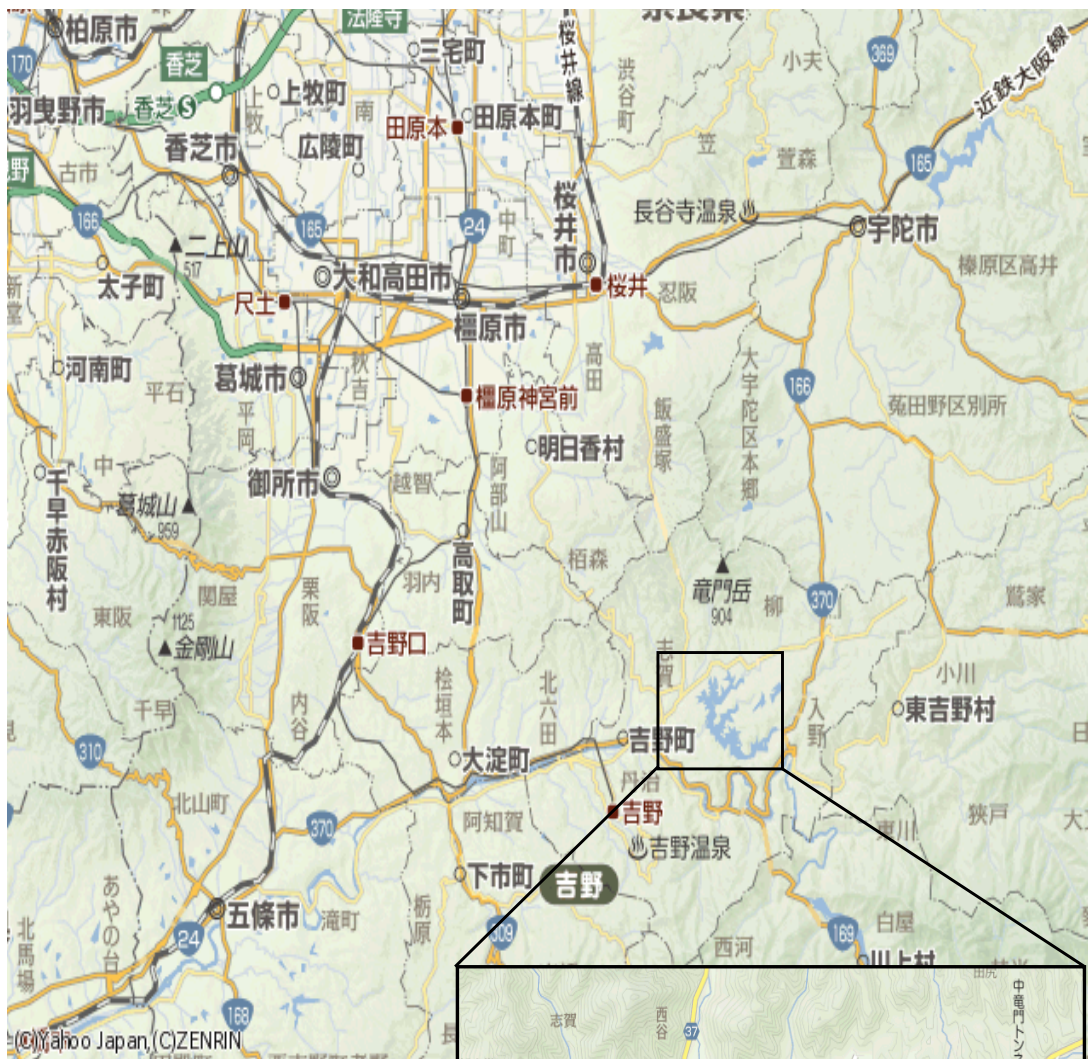 柏原市
170
香芝
法隆寺
三宅町
桜井線
渋谷町
小夫
369
近鉄大阪線
羽曳野市
香芝S
上牧
上牧町
南
田原本
田原本町
笠
萱森
165
香芝市
広陵町
野
古市
166
165
24
中町
桜井市
長谷寺温泉
宇陀市
二上山
517
太子町
大和高田市
桜井
忍阪
榛原区高井
新堂
尺土
橿原市
河南町
平石
葛城市
秋吉
高田
大宇陀区本郷
166
平岡
橿原神宮前
飯盛塚
菟田野区別所
中
明日香村
千早赤阪村
葛城山
959
御所市
越智
阿部山
栢森
竜門岳
904
柳
370
鷲家
東阪
関屋
栗阪
羽内
高取町
1125
金剛山
吉野口
志賀
小川
千早
内谷
桧垣本
北六田
入野
東吉野村
310
大淀町
吉野町
丹治
北山町
370
阿知賀
吉野
吉野温泉
東川
狭戸
大
下市町
吉野
あやの台
五條市
滝町
栃原
309
西河
169
白屋
川上村
北馬場
24
168
志賀
西谷
37
中竜門トン
(C)Yahoo Japan,(C)ZENRIN